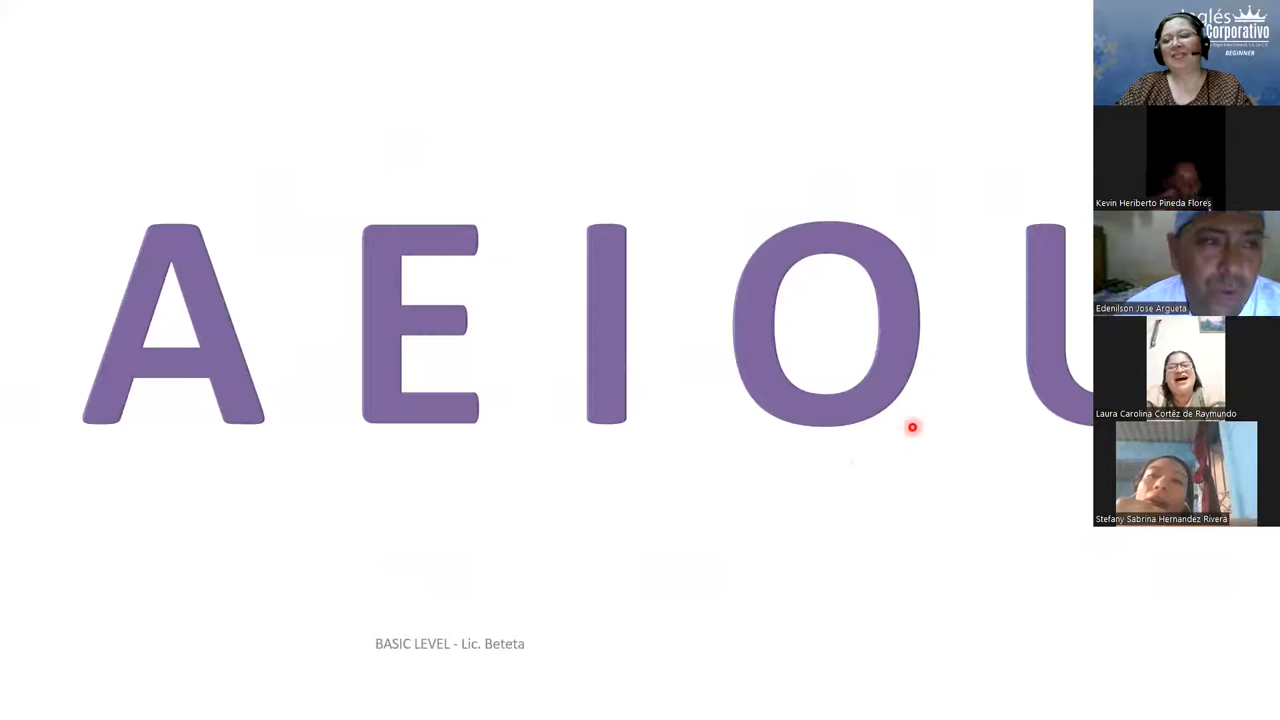 A E I O U
BASIC LEVEL - Lic. Beteta
Inglés
Corporativo
BEGINNER
Kevin Heriberto Pineda Flores
Edenilson Jose Argueta
Laura Carolina Cortéz de Raymundo
Stefany Sabrina Hernandez Rivera